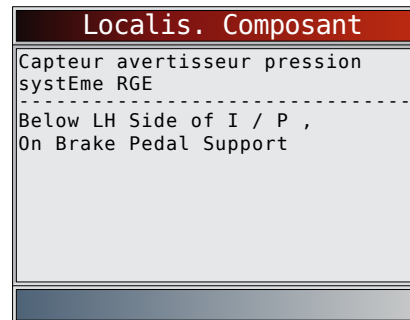 Localis. Composant
Capteur avertisseur pression
systEme RGE
--------------------------------
Below LH Side of I / P ,
On Brake Pedal Support